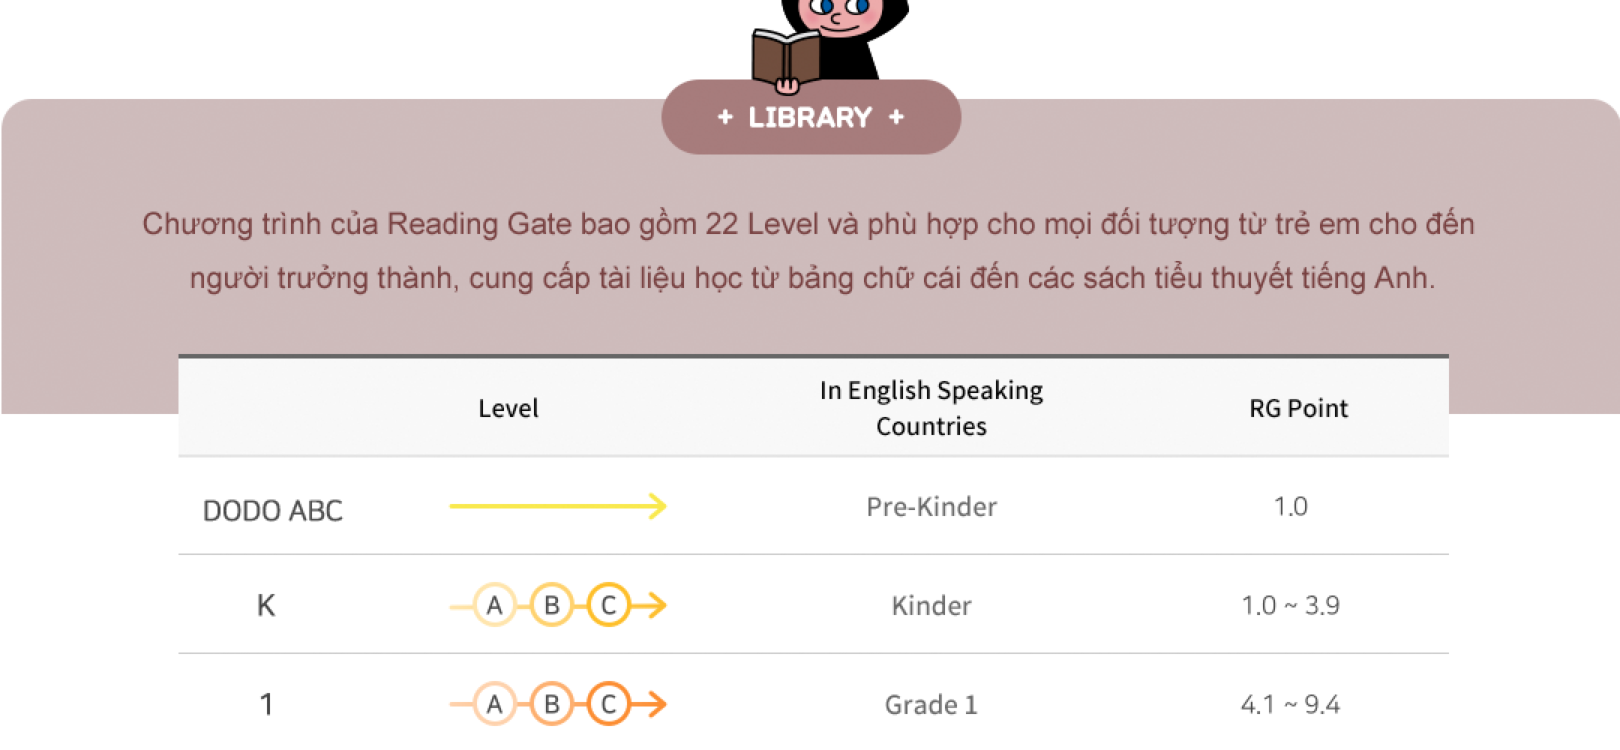 + LIBRARY +
Chương trình của Reading Gate bao gồm 22 Level và phù hợp cho mọi đối tượng từ trẻ em cho đến
người trưởng thành, cung cấp tài liệu học từ bảng chữ cái đến các sách tiểu thuyết tiếng Anh.
Level In English Speaking Countries RG Point
DODO ABC Pre-Kinder 1.0
K A B C Kinder 1.0 ~ 3.9
1 A B C Grade 1 4.1 ~ 9.4